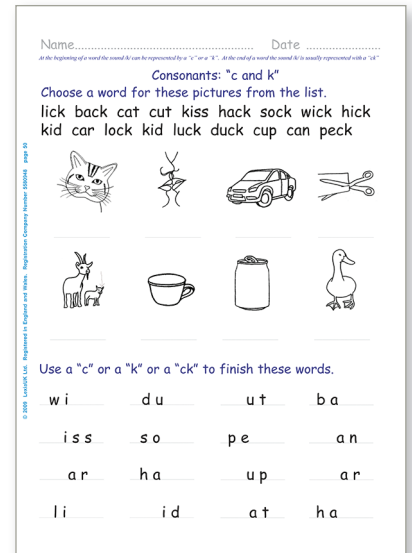 Name.......................................................... Date ........................
At the beginning of a word the sound /k/ can be represented by a "c" or a "k". At the end of a word the sound /k/ is usually represented with a "ck"
Consonants: "c and k"
Choose a word for these pictures from the list.
lick back cat cut kiss hack sock wick hick
kid car lock kid luck duck cup can peck
Use a "c" or a "k" or a "ck" to finish these words.
wi du ut ba
iss so pe an
ar ha up ar
li id at ha
© 2009 LexiaUK Ltd. Registered in England and Wales. Registration Company Number 5080948 page 50